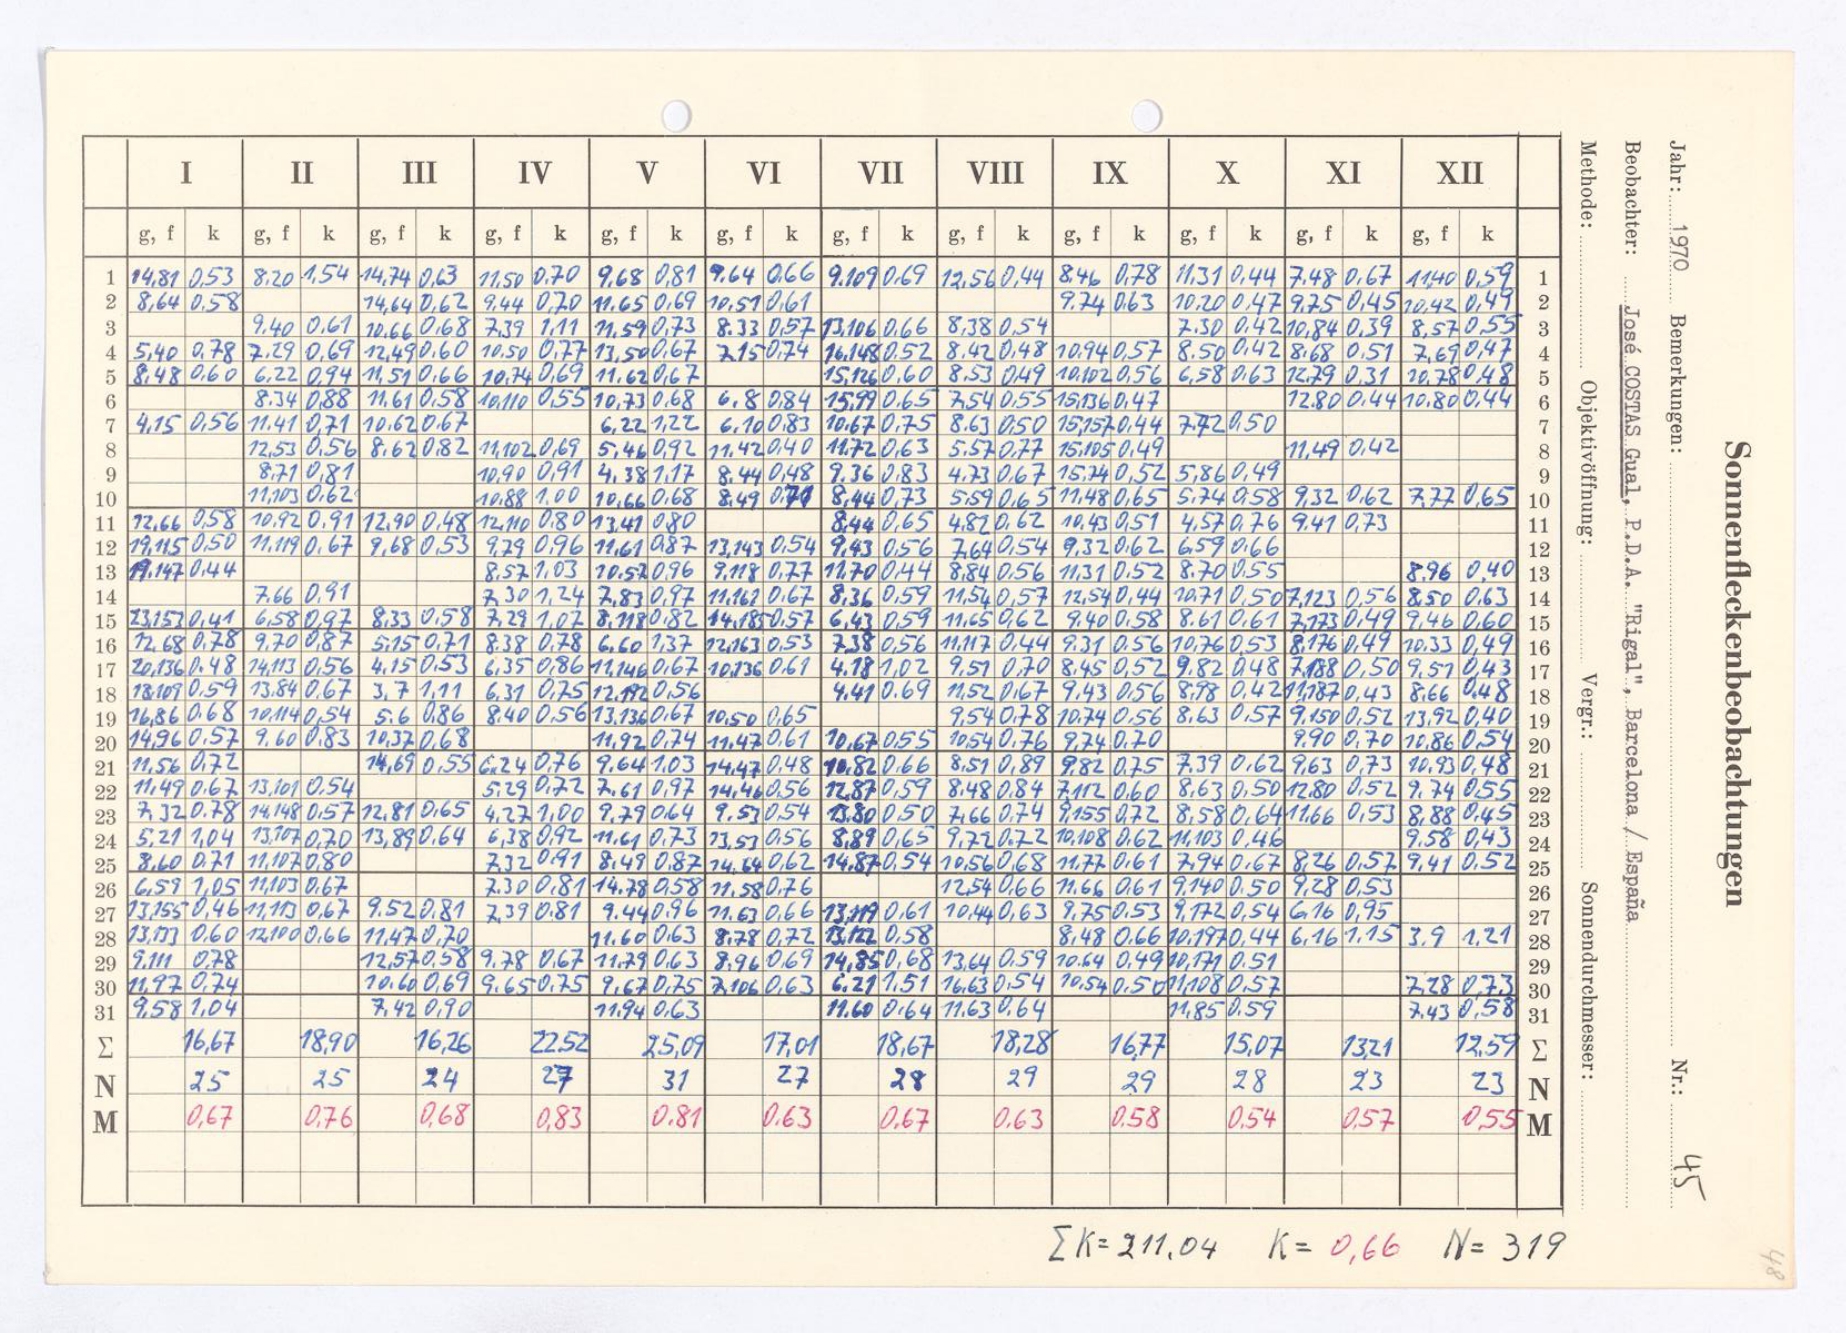 Sonnenfleckenbeobachtungen
Jahr: 1970 Bemerkungen: Nr.: 45
Beobachter: José COSTAS Gual, P.D.A. "Rigal", Barcelona / España
Methode: Objektivöffnung: Vergr.: Sonnendurchmesser:
I II III IV V VI VII VIII IX X XI XII
g, f k g, f k g, f k g, f k g, f k g, f k g, f k g, f k g, f k g, f k g, f k g, f k
1 14,81 0,53 8.20 1,54 14,74 0,63 11,50 0,70 9,68 0,81 9.64 0,66 9.109 0,69 12,56 0,44 8.46 0,78 11.31 0,44 7,48 0,67 11,40 0,59 1
2 8,64 0,58 14,64 0,62 9,44 0,70 11.65 0,69 10,51 0,61 9.74 0.63 10,20 0,47 9,75 0,45 10,42 0,49 2
3 9.40 0,61 10,66 0,68 7,39 1,11 11,59 0,73 8.33 0,57 13,106 0,66 8,38 0,54 7.30 0,42 10,84 0,39 8,57 0,55 3
4 5,40 0,78 7.29 0,69 12,49 0,60 10,50 0,77 13,50 0,67 7,15 0,74 16,148 0,52 8.42 0,48 10,94 0,57 8,50 0,42 8,68 0,51 7,69 0,47 4
5 8,48 0,60 6,22 0,94 11,51 0,66 10,74 0,69 11,62 0,67 15,126 0,60 8,53 0,49 10,102 0,56 6,58 0,63 12,79 0,31 10,78 0,48 5
6 8.34 0,88 11.61 0,58 10,110 0,55 10,73 0,68 6.8 0,84 15,99 0,65 7,54 0,55 15,136 0,47 12.80 0,44 10.80 0,44 6
7 4,15 0,56 11.41 0,71 10,62 0,67 6,22 1,22 6,10 0,83 10,67 0,75 8.63 0,50 15,157 0,44 7,72 0,50 7
8 12,53 0,56 8,62 0,82 11,102 0,69 5,46 0,92 11,42 0,40 11.72 0,63 5.57 0,77 15,105 0,49 11,49 0,42 8
9 8,71 0,81 10,90 0,91 4,38 1,17 8,44 0,48 9.36 0,83 4.73 0,67 15,74 0,52 5,86 0,49 9
10 11,103 0,62 10.88 1,00 10,66 0,68 8,49 0,71 8,44 0,73 5.59 0,65 11,48 0,65 5,74 0,58 9,32 0,62 7,77 0,65 10
11 12,66 0,58 10,92 0,91 12,90 0,48 12,110 0,80 13,41 0,80 8,44 0,65 4,82 0,62 10,43 0,51 4,57 0,76 9,41 0,73 11
12 19,115 0,50 11,119 0,67 9,68 0,53 9,79 0,96 11,61 0,87 13,143 0,54 9,43 0,56 7,64 0,54 9,32 0,62 6,59 0,66 12
13 19,147 0,44 8,57 1,03 10,52 0,96 9,118 0,77 11,70 0,44 8,84 0,56 11,31 0,52 8.70 0,55 8,96 0,40 13
14 7,66 0,91 7,30 1,24 7,83 0,97 11,161 0,67 8,36 0,59 11,54 0,57 12,54 0,44 10,71 0,50 7,123 0,56 8,50 0,63 14
15 23,153 0,41 6,58 0,97 8,33 0,58 7,29 1,07 8,118 0,82 14,185 0,57 6,43 0,59 11,65 0,62 9,40 0,58 8,61 0,61 7,173 0,49 9,46 0,60 15
16 12,68 0,78 9,70 0,87 5,15 0,71 8.38 0,78 6.60 1,37 12,163 0,53 7,38 0,56 11,117 0,44 9.31 0,56 10,76 0,53 8,176 0,49 10.33 0,49 16
17 20,136 0,48 14,113 0,56 4,15 0,53 6,35 0,86 11,146 0,67 10,136 0,61 4,18 1,02 9,51 0,70 8,45 0,52 9,82 0,48 7,188 0,50 9,57 0,43 17
18 18,109 0,59 13,84 0,67 3,7 1,11 6,31 0,75 12,192 0,56 4.41 0,69 11,52 0,67 9,43 0,56 8,98 0,42 11,187 0,43 8,66 0,48 18
19 16,86 0,68 10,114 0,54 5.6 0,86 8,40 0,56 13,136 0,67 10,50 0,65 9,54 0,78 10,74 0,56 8,63 0,57 9,150 0,52 13,92 0,40 19
20 14,96 0,57 9,60 0,83 10,37 0,68 11,92 0,74 11,47 0,61 10,67 0,55 10,54 0,76 9,74 0,70 9.90 0,70 10,86 0,54 20
21 11,56 0,72 14,69 0,55 6,24 0,76 9,64 1,03 14,47 0,48 10,82 0,66 8,51 0,89 9,82 0,75 7,39 0,62 9,63 0,73 10,93 0,48 21
22 11,49 0,67 13,101 0,54 5,29 0,72 7,61 0,97 14,46 0,56 12,87 0,59 8,48 0,84 7,112 0,60 8,63 0,50 12,80 0,52 9,74 0,55 22
23 7,32 0,78 14,148 0,57 12,81 0,65 4,27 1,00 9,79 0,64 9,53 0,54 13,80 0,50 7,66 0,74 9,155 0,72 8,58 0,64 11,66 0,53 8,88 0,45 23
24 5,21 1,04 13,107 0,70 13,89 0,64 6,38 0,92 11,61 0,73 13,53 0,56 8,89 0,65 9,72 0,72 10,108 0,62 11,103 0,46 9.58 0,43 24
25 8,60 0,71 11,107 0,80 7,32 0,91 8,49 0,87 14,64 0,62 14,87 0,54 10,56 0,68 11,77 0,61 7,94 0,67 8,26 0,57 9,41 0,52 25
26 6,59 1,05 11,103 0,67 7.30 0,81 14,78 0,58 11,58 0,76 12,54 0,66 11,66 0,61 9,140 0,50 9,28 0,53 26
27 13,155 0,46 11,113 0,67 9,52 0,81 7,39 0,81 9,44 0,96 11.63 0,66 13,119 0,61 10,44 0,63 9,75 0,53 9,172 0,54 6,16 0,95 27
28 13,133 0,60 12,100 0,66 11,47 0,70 11.60 0,63 8,78 0,72 13,122 0,58 8,48 0,66 10,197 0,44 6,16 1,15 3,9 1,21 28
29 9,111 0,78 12,57 0,58 9,78 0,67 11,79 0,63 8,96 0,69 14,85 0,68 13,64 0,59 10,64 0,49 10,171 0,51 29
30 11,97 0,74 10,60 0,69 9,65 0,75 9,67 0,75 7,106 0,63 6,21 1,51 16,63 0,54 10,54 0,50 11,108 0,57 7,28 0,73 30
31 9,58 1,04 7,42 0,90 11,94 0,63 11.60 0,64 11,63 0,64 11,85 0,59 7.43 0,58 31
Σ 16,67 18,90 16,26 22,52 25,09 17,01 18,67 18,28 16,77 15,07 13,21 12,59 Σ
N 25 25 24 27 31 27 28 29 29 28 23 23 N
M 0,67 0,76 0,68 0,83 0,81 0,63 0,67 0,63 0,58 0,54 0,57 0,55 M
ΣK= 211,04 K= 0,66 N= 319
48